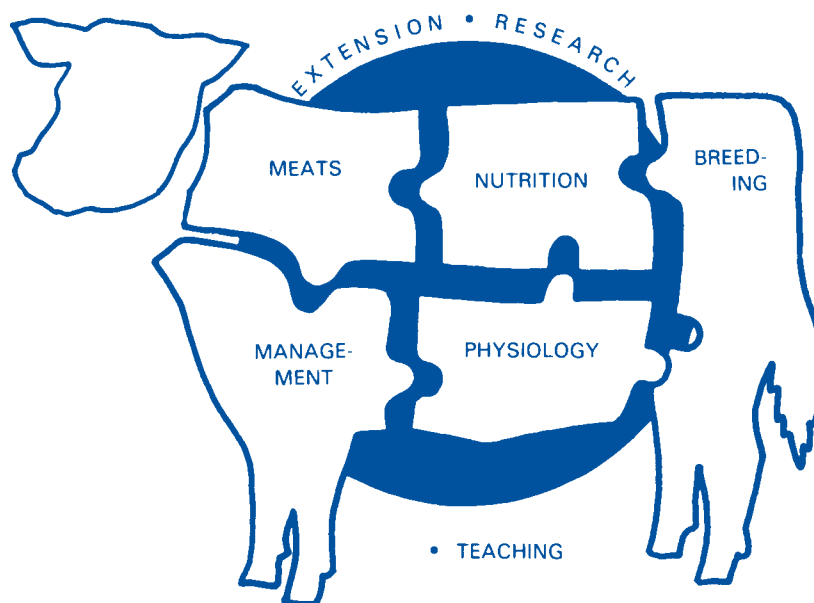 EXTENSION • RESEARCH
MEATS
NUTRITION
BREED-
ING
MANAGE-
MENT
PHYSIOLOGY
• TEACHING